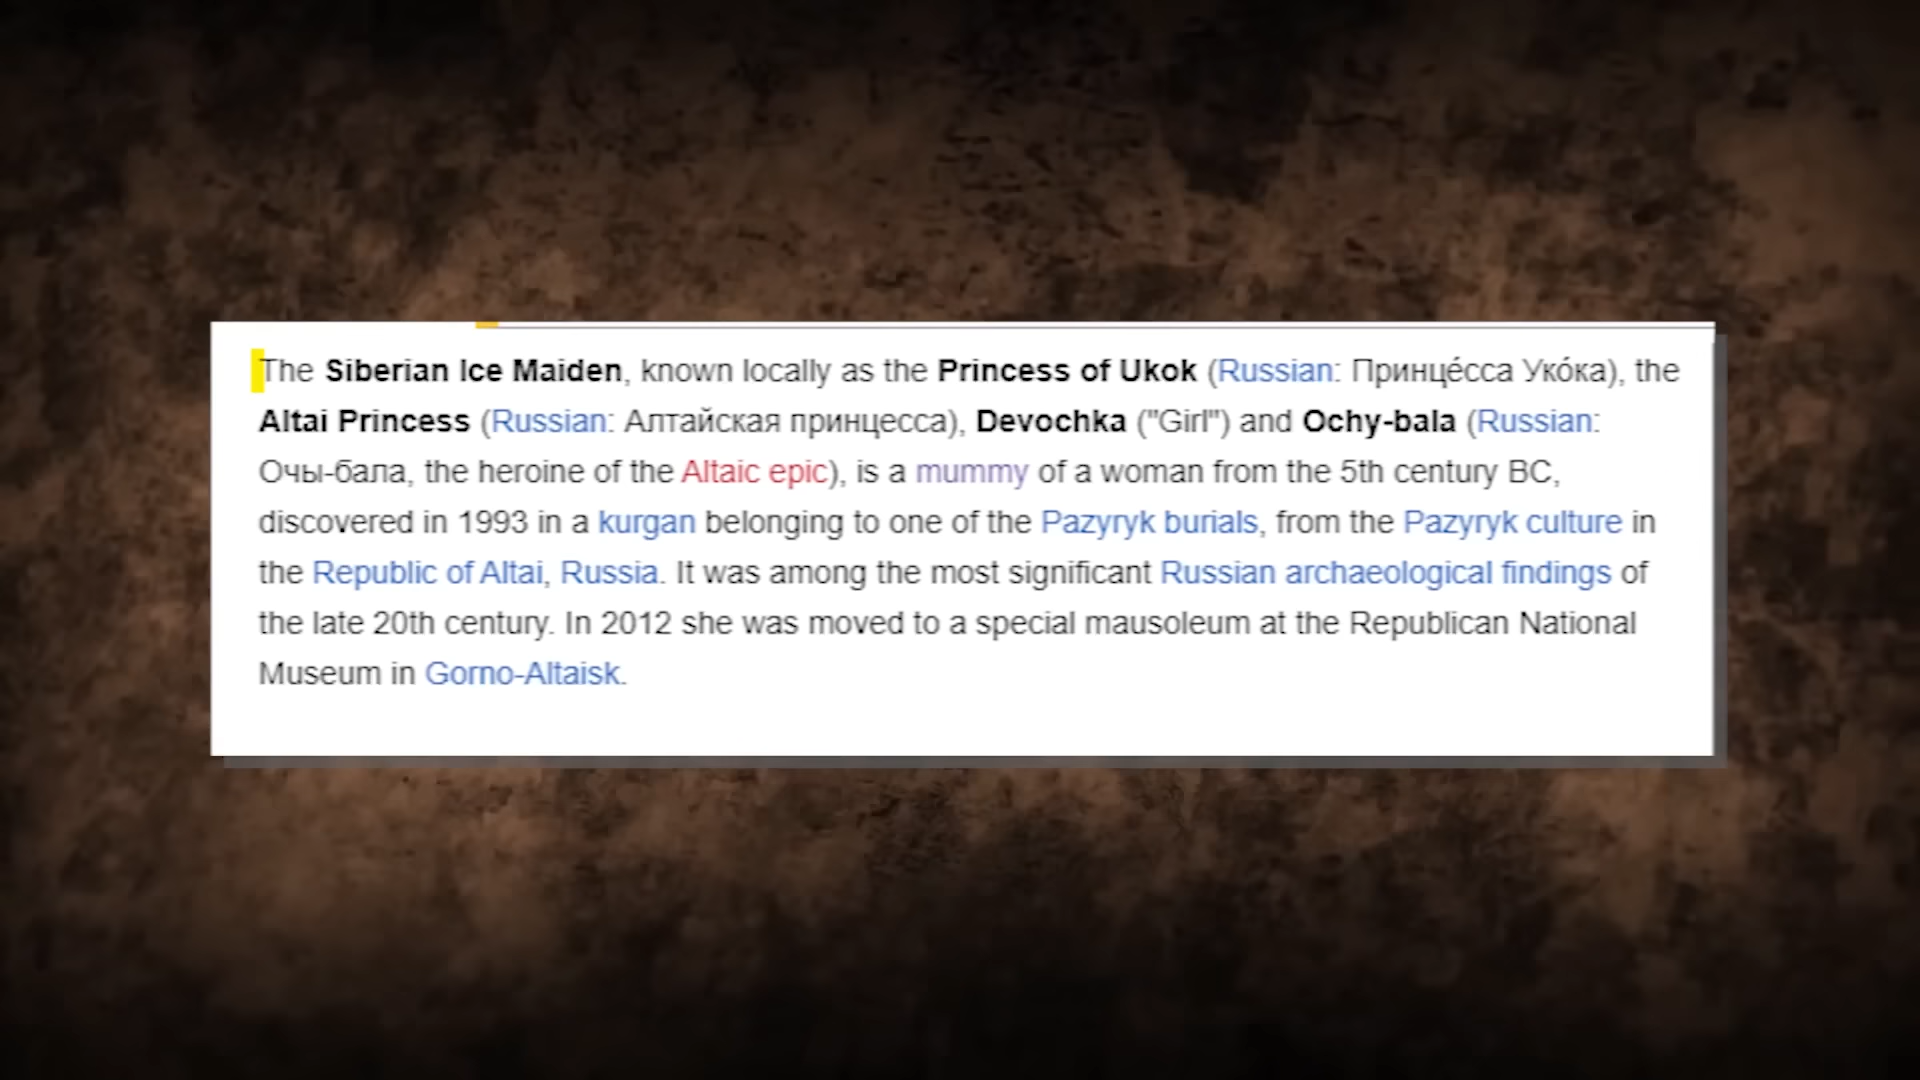 The Siberian Ice Maiden, known locally as the Princess of Ukok (Russian: Принце́сса Уко́ка), the
Altai Princess (Russian: Алтайская принцесса), Devochka ("Girl") and Ochy-bala (Russian:
Очы-бала, the heroine of the Altaic epic), is a mummy of a woman from the 5th century BC,
discovered in 1993 in a kurgan belonging to one of the Pazyryk burials, from the Pazyryk culture in
the Republic of Altai, Russia. It was among the most significant Russian archaeological findings of
the late 20th century. In 2012 she was moved to a special mausoleum at the Republican National
Museum in Gorno-Altaisk.